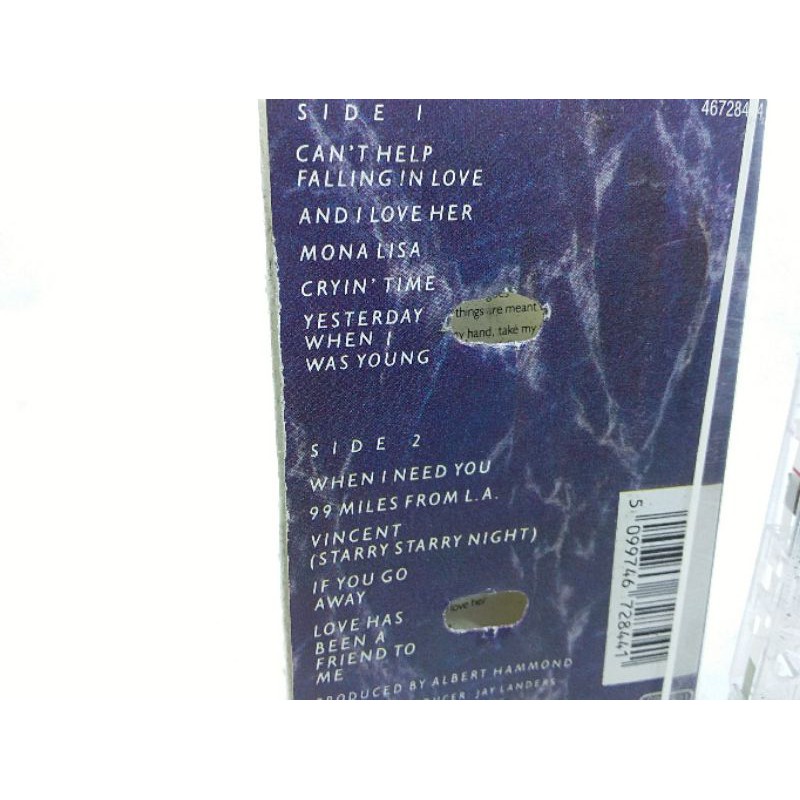 SIDE 1
CAN'T HELP
FALLING IN LOVE
AND I LOVE HER
MONA LISA
CRYIN' TIME
YESTERDAY
WHEN I
WAS YOUNG
goes
things are meant
hand, take my
SIDE 2
WHEN I NEED YOU
99 MILES FROM L.A.
VINCENT
(STARRY STARRY NIGHT)
IF YOU GO
AWAY
LOVE HAS
BEEN A
FRIEND TO
ME
love her
PRODUCED BY ALBERT HAMMOND
JAY LANDERS
5 099746 728441